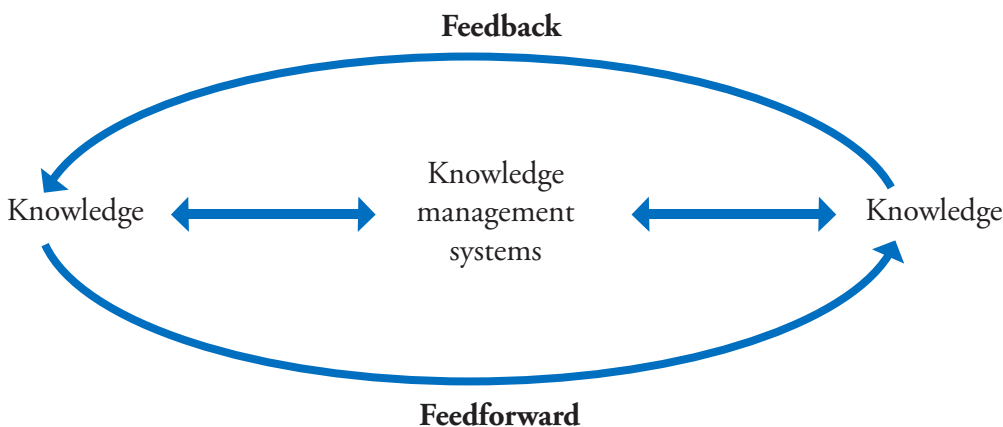 Feedback
Knowledge
Knowledge
management
systems
Knowledge
Feedforward